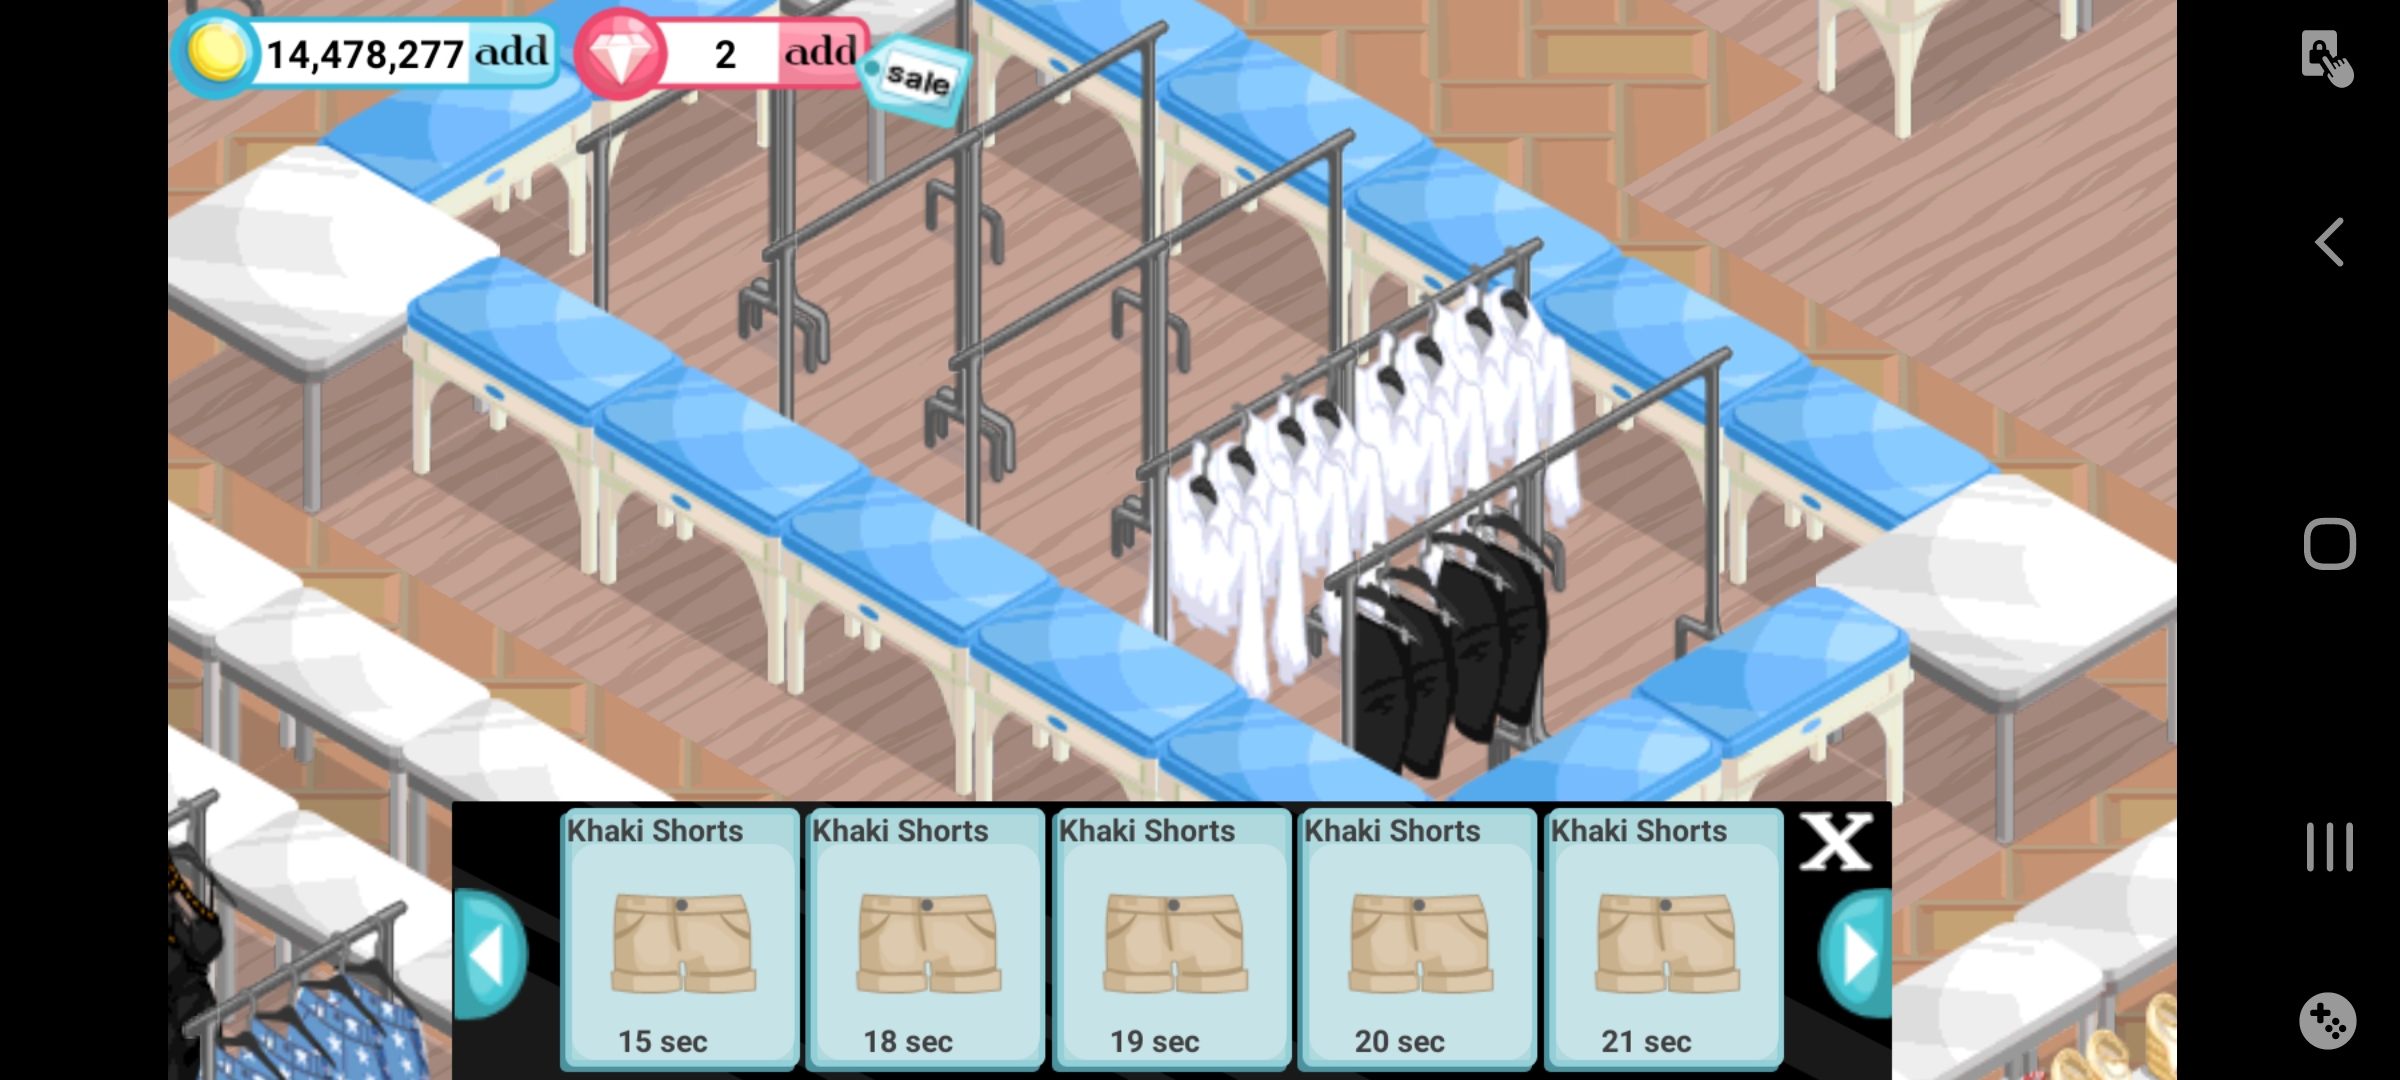 14,478,277 add
2 add
sale
Khaki Shorts Khaki Shorts Khaki Shorts Khaki Shorts Khaki Shorts
X
15 sec 18 sec 19 sec 20 sec 21 sec